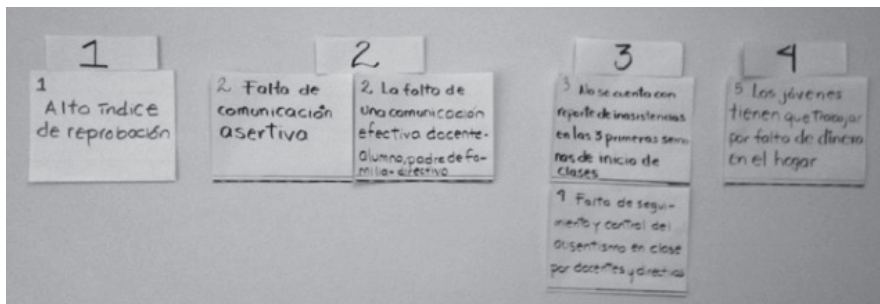 1
1
Alto índice
de reprobación
2
2 Falta de
comunicación
asertiva
2. La falta de
una comunicación
efectiva docente-
alumno, padre de fa-
milia-directivo
3
3 No se cuenta con
reporte de inasistencias
en las 3 primeras sema
nas de inicio de
clases
9 Falta de segui-
miento y control del
ausentismo en clase
por docentes y directivos
4
5 Los jóvenes
tienen que trabajar
por falta de dinero
en el hogar